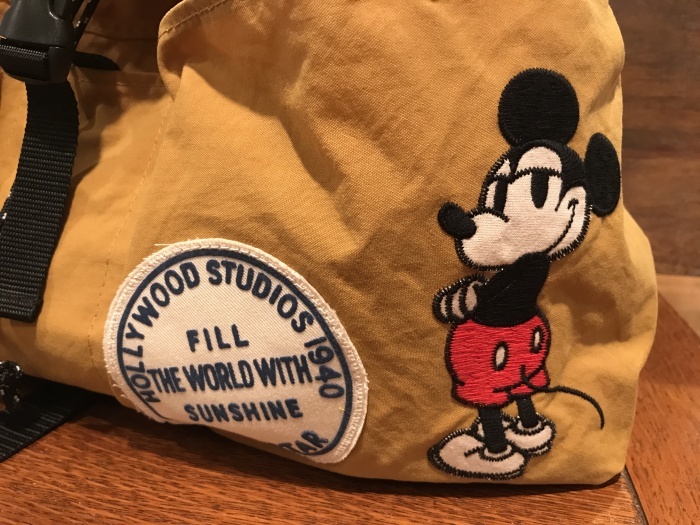 HOLLYWOOD STUDIOS 1940
FILL
THE WORLD WITH
SUNSHINE